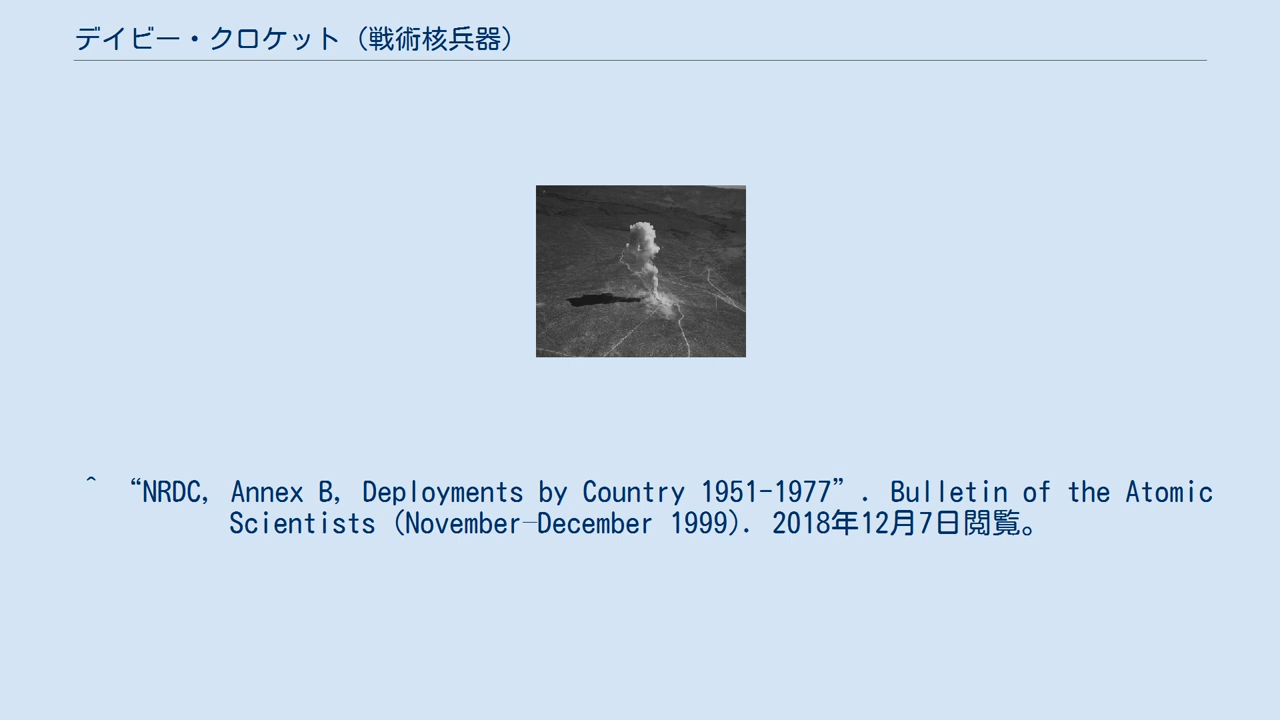 デイビー・クロケット（戦術核兵器）
^ “NRDC, Annex B, Deployments by Country 1951-1977” . Bulletin of the Atomic
Scientists (November–December 1999). 2018年12月7日閲覧。